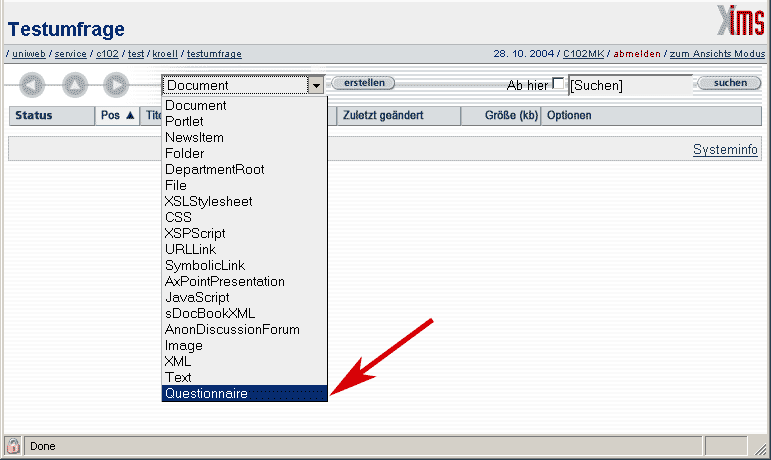 Xims
Testumfrage
/ uniweb / service / c102 / test / kroell / testumfrage
28. 10. 2004 / C102MK / abmelden / zum Ansichts Modus
Document erstellen Ab hier [Suchen] suchen
Status Pos Tite Zuletzt geändert Größe (kb) Optionen
Document
Portlet
NewsItem
Folder
DepartmentRoot
File
XSLStylesheet
CSS
XSPScript
URLLink
SymbolicLink
AxPointPresentation
JavaScript
sDocBookXML
AnonDiscussionForum
Image
XML
Text
Questionnaire
Systeminfo
Done